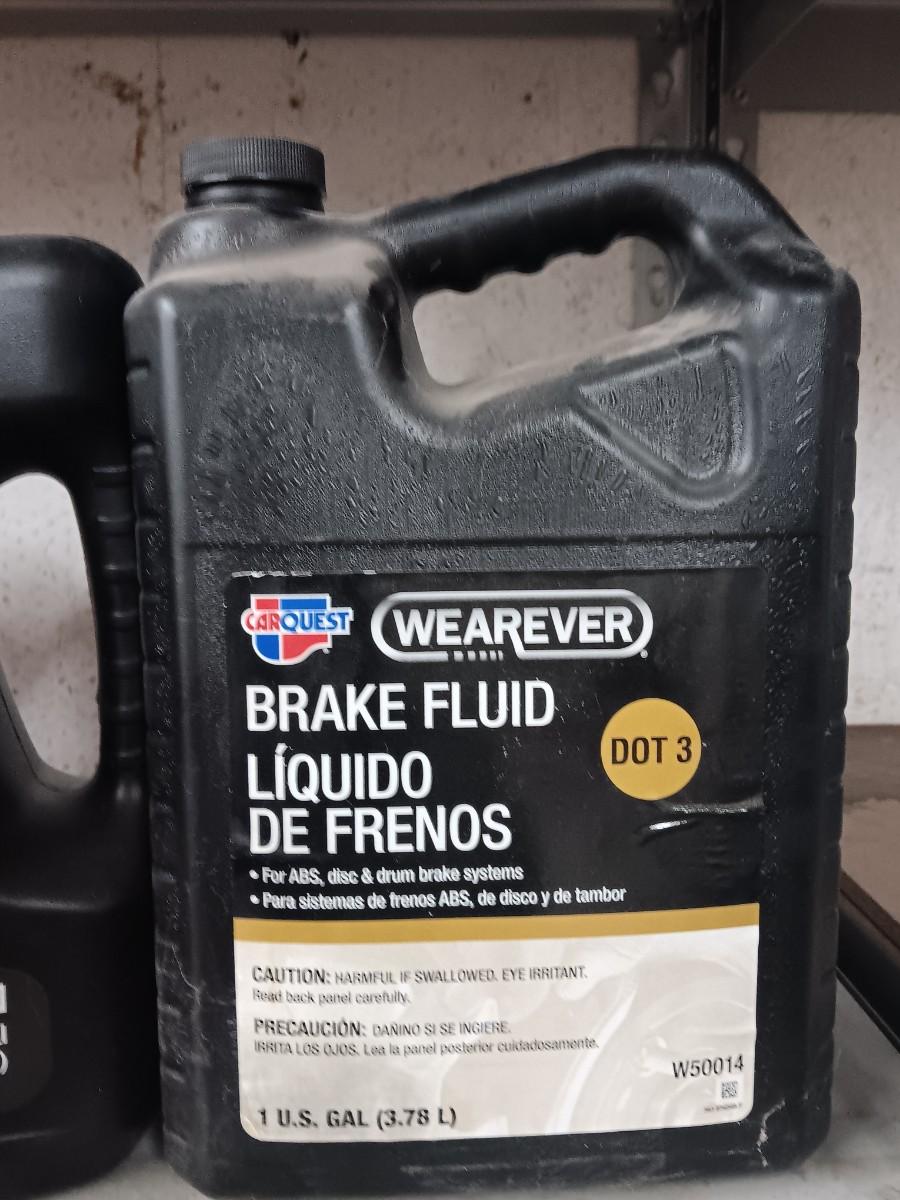 CARQUEST WEAREVER
BRAKE FLUID
LÍQUIDO
DE FRENOS
DOT 3
• For ABS, disc & drum brake systems
• Para sistemas de frenos ABS, de disco y de tambor
CAUTION: HARMFUL IF SWALLOWED. EYE IRRITANT.
Read back panel carefully.
PRECAUCIÓN: DAÑINO SI SE INGIERE.
IRRITA LOS OJOS. Lea la panel posterior cuidadosamente.
W50014
1 U.S. GAL (3.78 L)